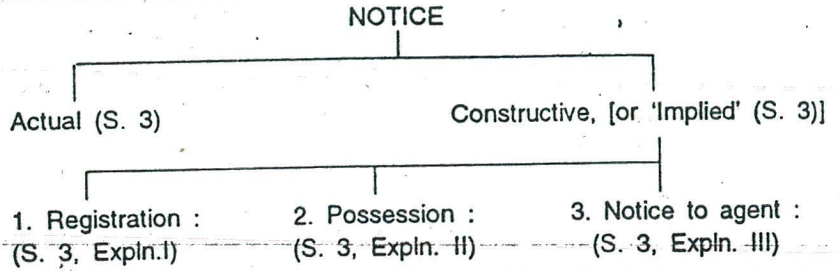 NOTICE
Actual (S. 3)
Constructive, [or 'Implied' (S. 3)]
1. Registration :
(S. 3, Expln.I)
2. Possession :
(S. 3, Expln. II)
3. Notice to agent :
(S. 3, Expln. III)